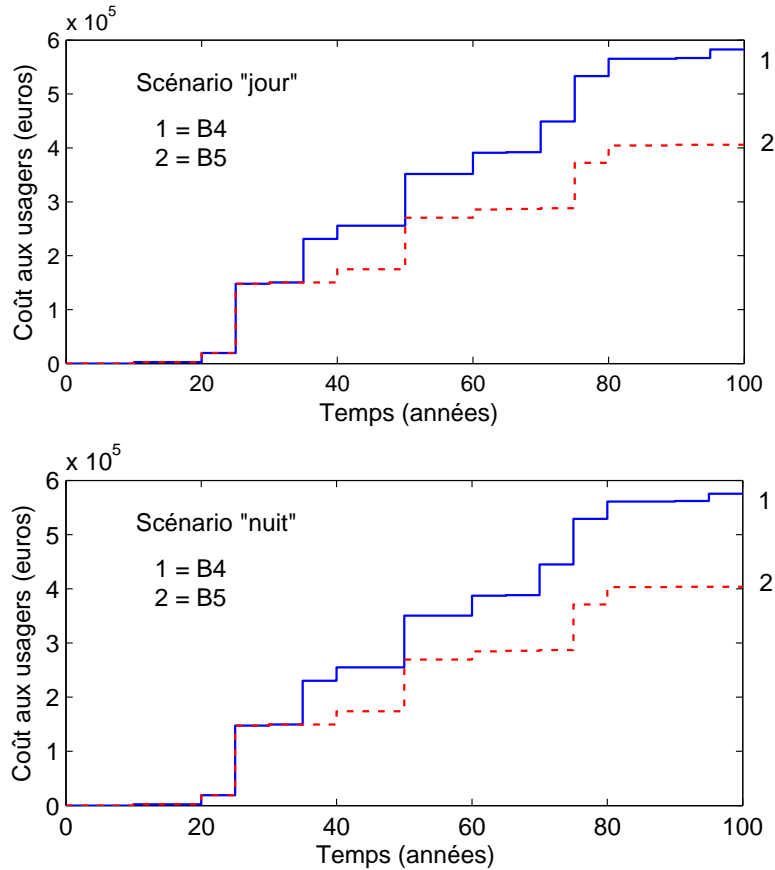 x 10^5
6
5
4
3
2
1
0
Coût aux usagers (euros)
Scénario "jour"
1 = B4
2 = B5
1
2
0 20 40 60 80 100
Temps (années)
x 10^5
6
5
4
3
2
1
0
Coût aux usagers (euros)
Scénario "nuit"
1 = B4
2 = B5
1
2
0 20 40 60 80 100
Temps (années)